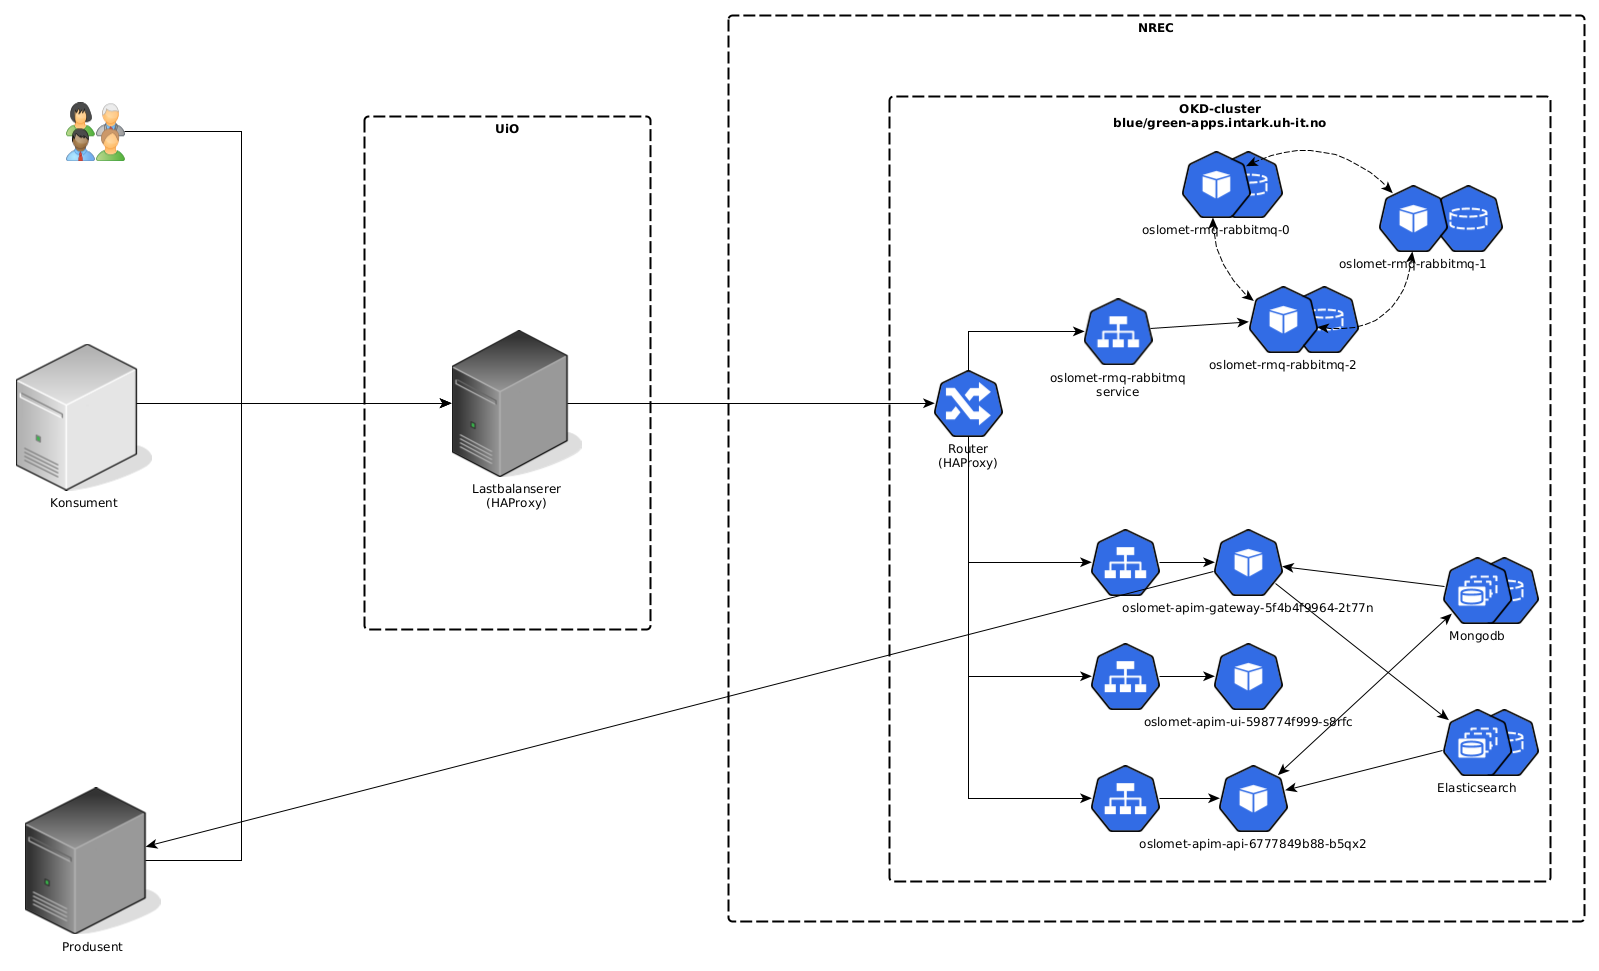 NREC
OKD-cluster
blue/green-apps.intark.uh-it.no
UiO
oslomet-rmq-rabbitmq-0
oslomet-rmq-rabbitmq-1
oslomet-rmq-rabbitmq-2
oslomet-rmq-rabbitmq
service
Router
(HAProxy)
Konsument
Lastbalanserer
(HAProxy)
oslomet-apim-gateway-5f4b4f9964-2t77n
Mongodb
oslomet-apim-ui-598774f999-s8rfc
Elasticsearch
oslomet-apim-api-6777849b88-b5qx2
Produsent